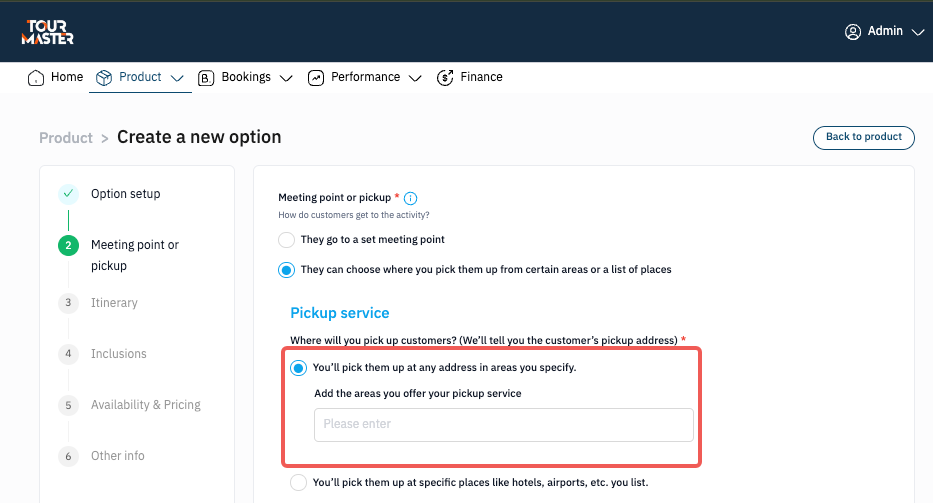 TOUR
MASTER
Admin
Home
Product
Bookings
Performance
Finance
Product > Create a new option
Back to product
Option setup
2
Meeting point or
pickup
3
Itinerary
4
Inclusions
5
Availability & Pricing
6
Other info
Meeting point or pickup *
How do customers get to the activity?
They go to a set meeting point
They can choose where you pick them up from certain areas or a list of places
Pickup service
Where will you pick up customers? (We'll tell you the customer's pickup address) *
You'll pick them up at any address in areas you specify.
Add the areas you offer your pickup service
Please enter
You'll pick them up at specific places like hotels, airports, etc. you list.